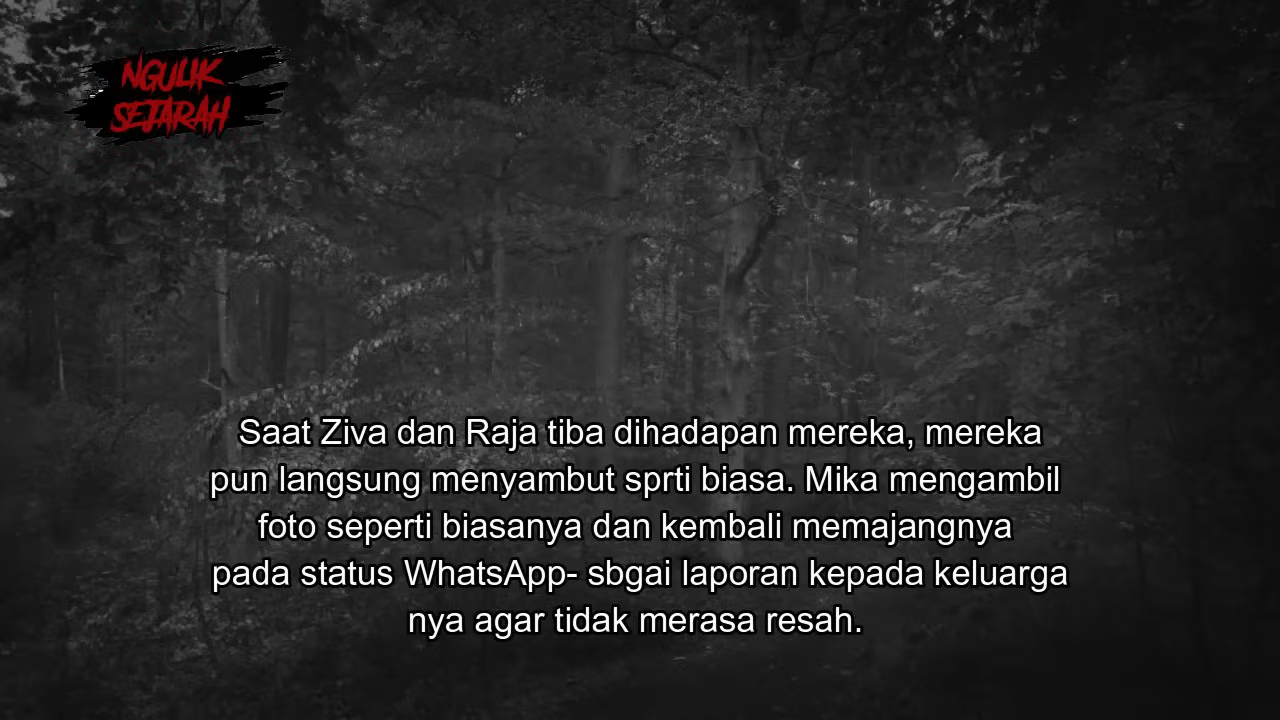 NGULIK
SEJARAH
Saat Ziva dan Raja tiba dihadapan mereka, mereka
pun langsung menyambut sprti biasa. Mika mengambil
foto seperti biasanya dan kembali memajangnya
pada status WhatsApp- sbgai laporan kepada keluarga
nya agar tidak merasa resah.